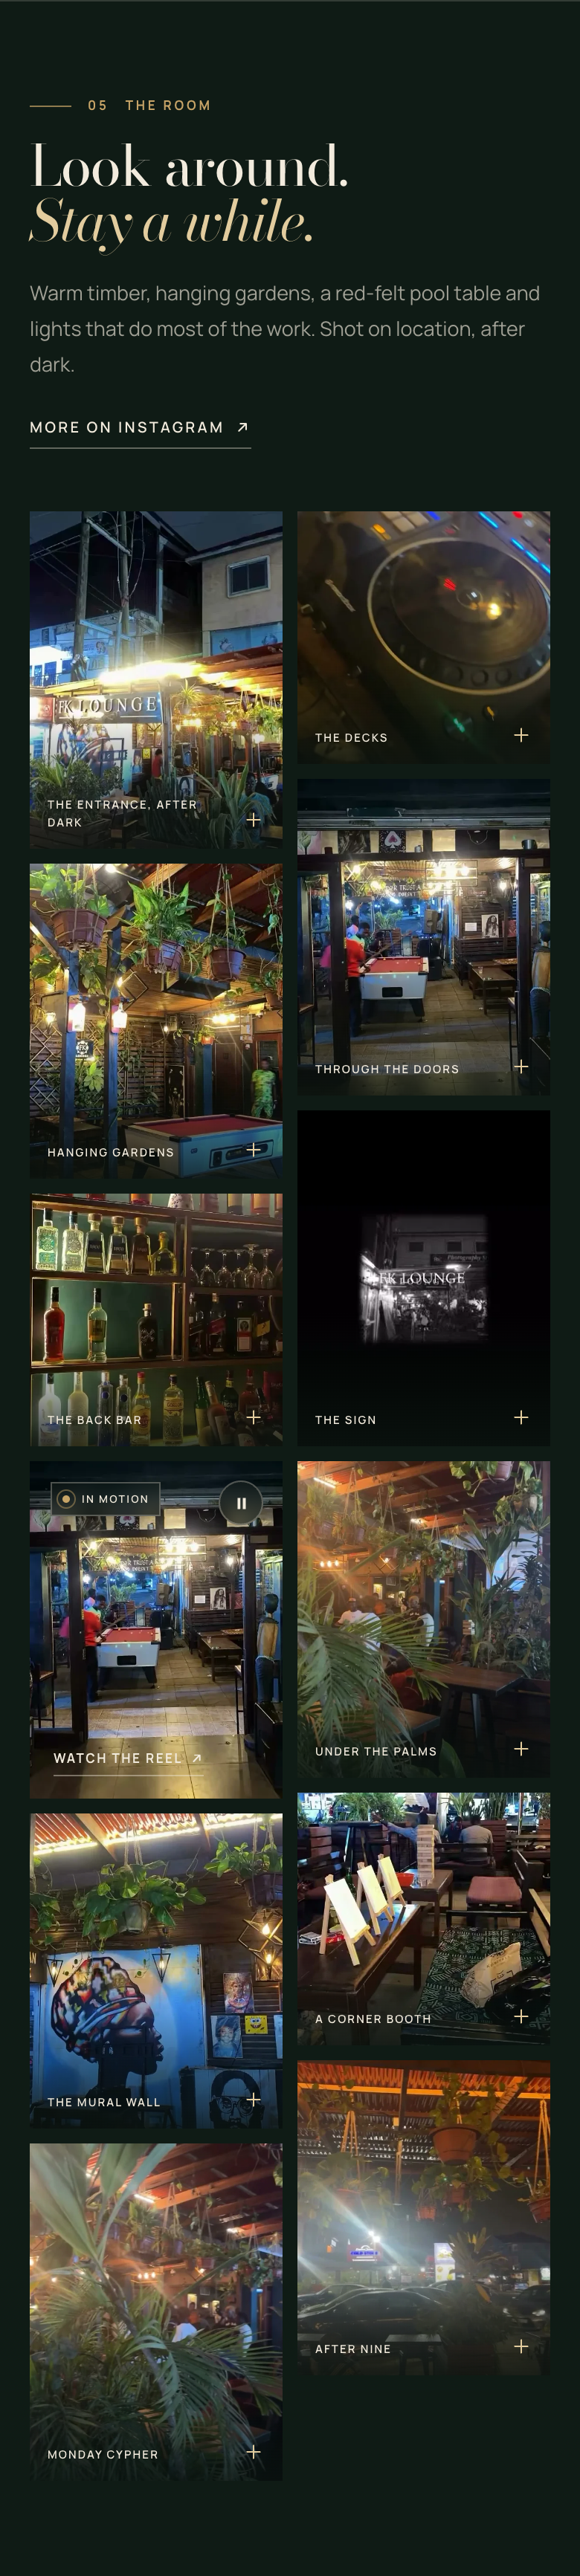 05 THE ROOM
Look around.
Stay a while.
Warm timber, hanging gardens, a red-felt pool table and
lights that do most of the work. Shot on location, after
dark.
MORE ON INSTAGRAM ↗
FK LOUNGE
THE ENTRANCE, AFTER
DARK
THE DECKS
THROUGH THE DOORS
HANGING GARDENS
FK LOUNGE
THE SIGN
THE BACK BAR
IN MOTION
WATCH THE REEL ↗
UNDER THE PALMS
A CORNER BOOTH
THE MURAL WALL
AFTER NINE
MONDAY CYPHER